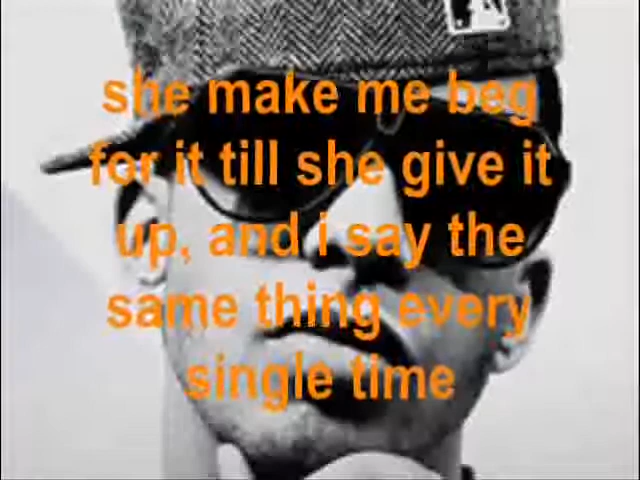 she make me beg
for it till she give it
up, and i say the
same thing every
single time